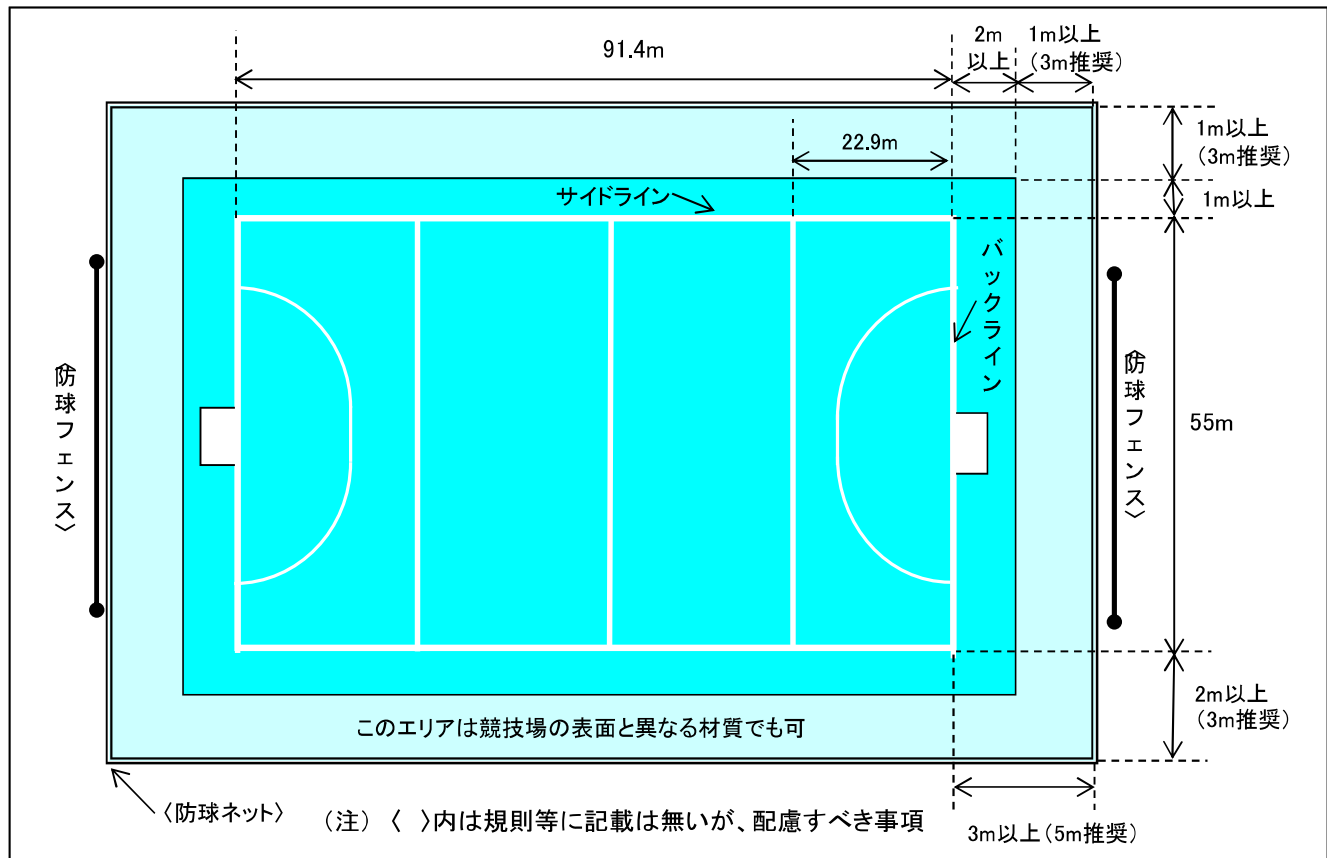 91.4m
2m
以上
1m以上
(3m推奨)
1m以上
(3m推奨)
22.9m
サイドライン
1m以上
バックライン
〈防球フェンス〉
〈防球フェンス〉
55m
2m以上
(3m推奨)
このエリアは競技場の表面と異なる材質でも可
〈防球ネット〉
(注) 〈 〉内は規則等に記載は無いが、配慮すべき事項
3m以上(5m推奨)